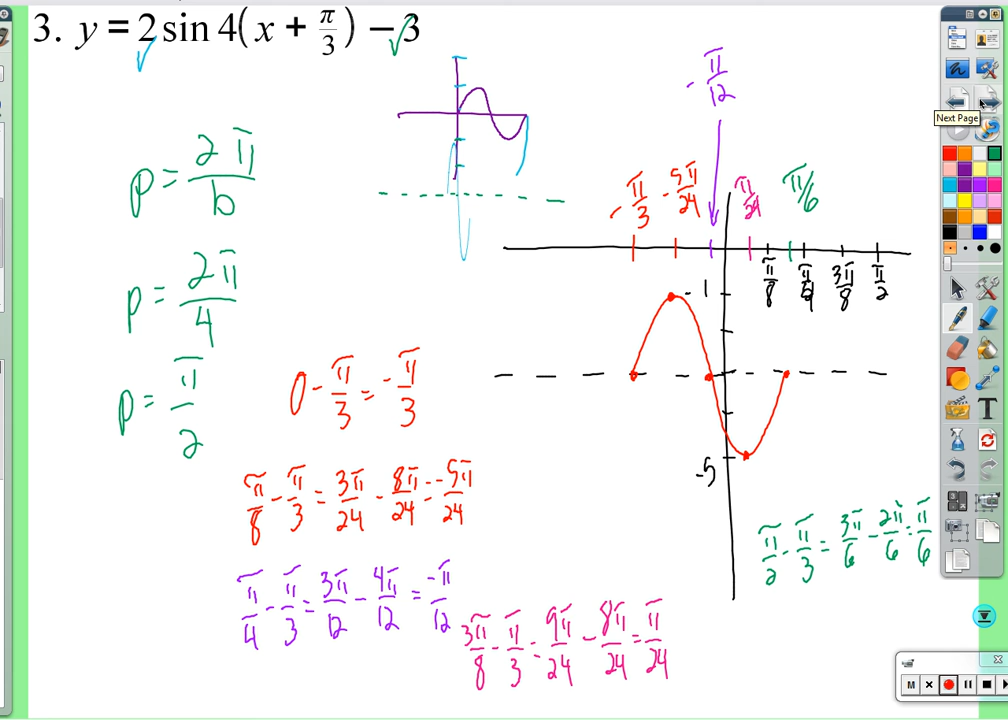 3. y = 2 sin 4(x + π/3) − 3
p = 2π/b
p = 2π/4
p = π/2
0 - π/3 = -π/3
π/8 - π/3 = 3π/24 - 8π/24 = -5π/24
π/4 - π/3 = 3π/12 - 4π/12 = -π/12
3π/8 - π/3 = 9π/24 - 8π/24 = π/24
π/2 - π/3 = 3π/6 - 2π/6 = π/6
-π/12
-π/3 -5π/24 π/24 π/6
π/8 π/4 3π/8 π/2
-1
-5
Next Page
T
M